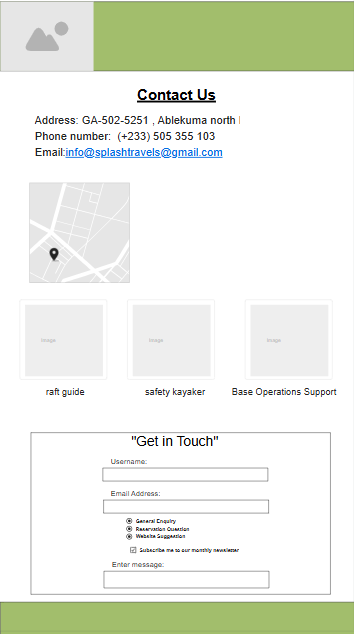 Contact Us
Address: GA-502-5251 , Ablekuma north
Phone number: (+233) 505 355 103
Email:info@splashtravels@gmail.com
Image Image Image
raft guide safety kayaker Base Operations Support
"Get in Touch"
Username:
Email Address:
General Enquiry
Reservation Question
Website Suggestion
Subscribe me to our monthly newsletter
Enter message: